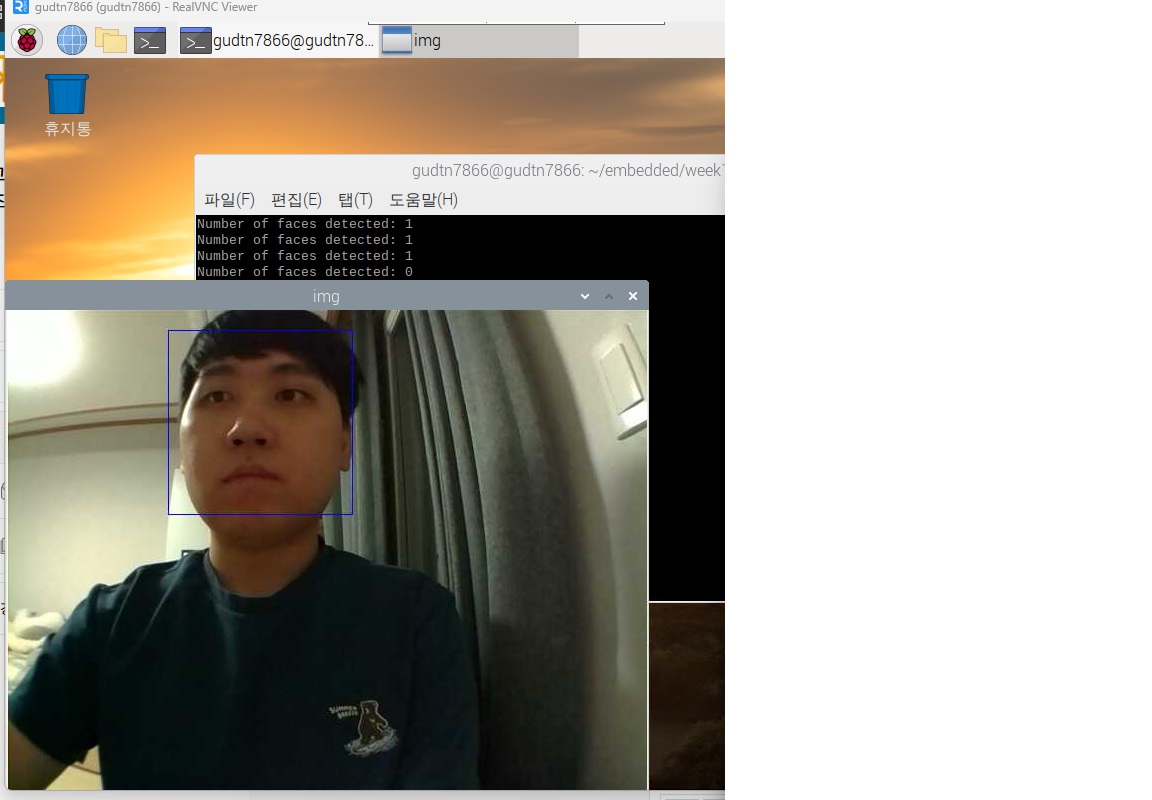 gudtn7866 (gudtn7866) - RealVNC Viewer
gudtn7866@gudtn78... img
휴지통
gudtn7866@gudtn7866: ~/embedded/week
파일(F) 편집(E) 탭(T) 도움말(H)
Number of faces detected: 1
Number of faces detected: 1
Number of faces detected: 1
Number of faces detected: 0
img
SUMMER
BREEZE